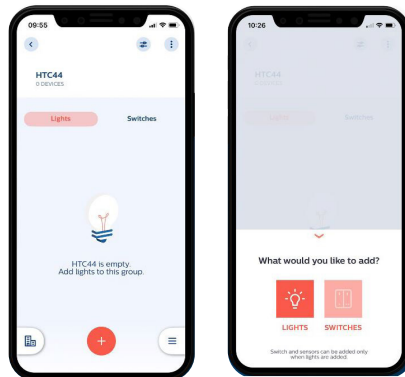 09:55
HTC44
0 DEVICES
Lights Switches
HTC44 is empty.
Add lights to this group.
10:26
HTC44
0 DEVICES
Lights Switches
What would you like to add?
LIGHTS SWITCHES
Switch and sensors can be added only
when lights are added.